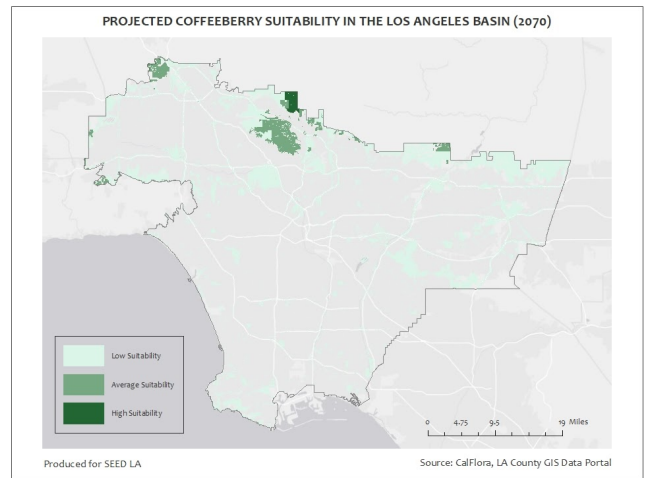 PROJECTED COFFEEBERRY SUITABILITY IN THE LOS ANGELES BASIN (2070)
Low Suitability
Average Suitability
High Suitability
0 4.75 9.5 19 Miles
Produced for SEED LA
Source: CalFlora, LA County GIS Data Portal